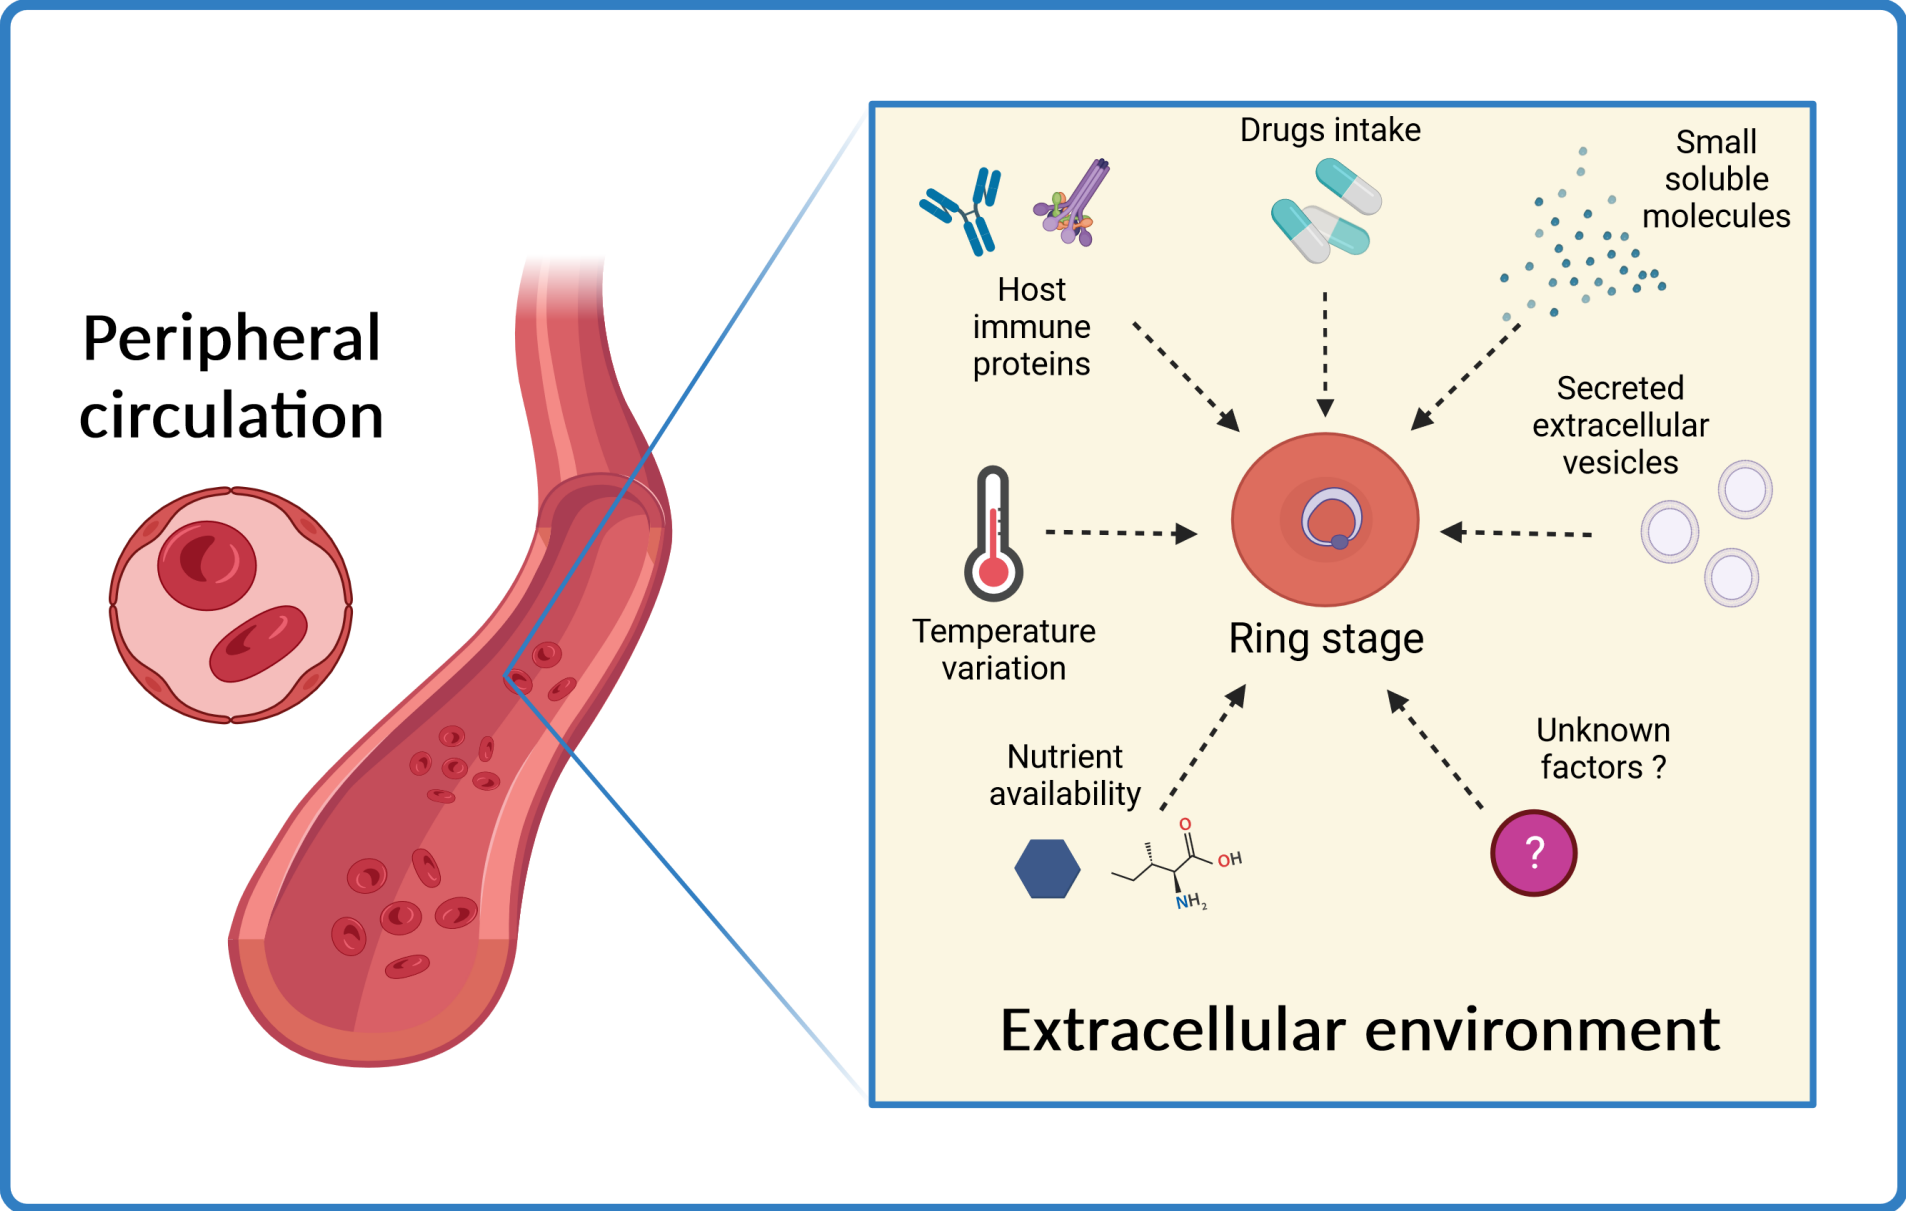 Peripheral
circulation
Drugs intake
Small
soluble
molecules
Host
immune
proteins
Secreted
extracellular
vesicles
Temperature
variation
Ring stage
Nutrient
availability
Unknown
factors ?
O
OH
NH₂
?
Extracellular environment